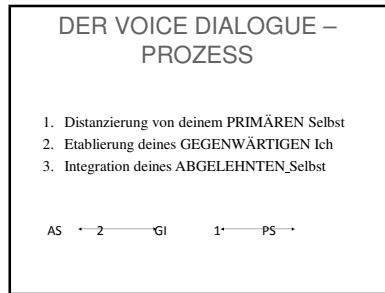 DER VOICE DIALOGUE –
PROZESS
1. Distanzierung von deinem PRIMÄREN Selbst
2. Etablierung deines GEGENWÄRTIGEN Ich
3. Integration deines ABGELEHNTEN Selbst
AS 2 GI 1 PS